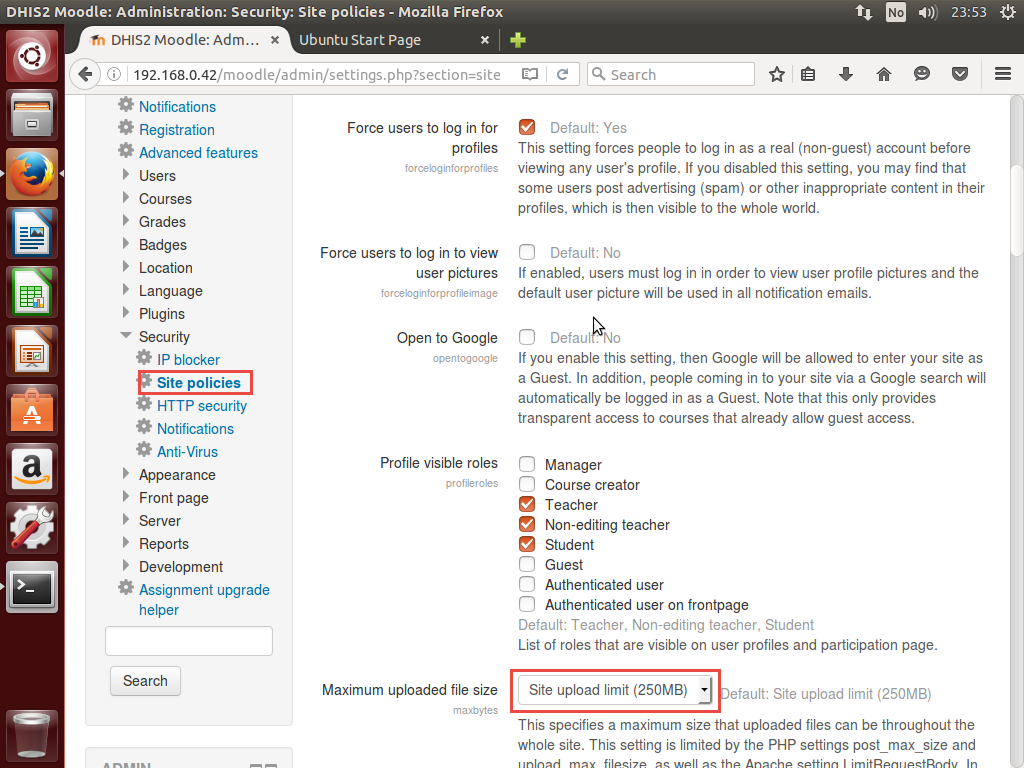 DHIS2 Moodle: Administration: Security: Site policies - Mozilla Firefox
No
23:53
DHIS2 Moodle: Adm...
Ubuntu Start Page
192.168.0.42/moodle/admin/settings.php?section=site
Search
Notifications
Registration
Advanced features
Users
Courses
Grades
Badges
Location
Language
Plugins
Security
IP blocker
Site policies
HTTP security
Notifications
Anti-Virus
Appearance
Front page
Server
Reports
Development
Assignment upgrade
helper
Search
ADMIN
Force users to log in for
profiles
forceloginforprofiles
Default: Yes
This setting forces people to log in as a real (non-guest) account before
viewing any user's profile. If you disabled this setting, you may find that
some users post advertising (spam) or other inappropriate content in their
profiles, which is then visible to the whole world.
Force users to log in to view
user pictures
forceloginforprofileimage
Default: No
If enabled, users must log in in order to view user profile pictures and the
default user picture will be used in all notification emails.
Open to Google
opentogoogle
Default: No
If you enable this setting, then Google will be allowed to enter your site as
a Guest. In addition, people coming in to your site via a Google search will
automatically be logged in as a Guest. Note that this only provides
transparent access to courses that already allow guest access.
Profile visible roles
profileroles
Manager
Course creator
Teacher
Non-editing teacher
Student
Guest
Authenticated user
Authenticated user on frontpage
Default: Teacher, Non-editing teacher, Student
List of roles that are visible on user profiles and participation page.
Maximum uploaded file size
maxbytes
Site upload limit (250MB)
Default: Site upload limit (250MB)
This specifies a maximum size that uploaded files can be throughout the
whole site. This setting is limited by the PHP settings post_max_size and
upload_max_filesize, as well as the Apache setting LimitRequestBody. In